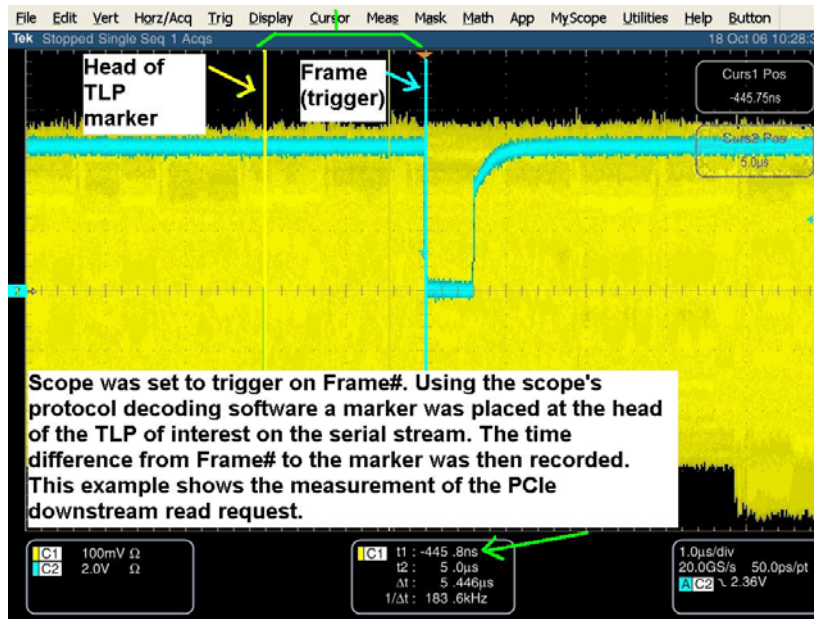 File Edit Vert Horz/Acq Trig Display Cursor Meas Mask Math App MyScope Utilities Help Button
Tek Stopped Single Seq 1 Acqs 18 Oct 06 10:28:3
Head of
TLP
marker
Frame
(trigger)
Curs1 Pos
-445.75ns
Curs2 Pos
5.0µs
Scope was set to trigger on Frame#. Using the scope's
protocol decoding software a marker was placed at the head
of the TLP of interest on the serial stream. The time
difference from Frame# to the marker was then recorded.
This example shows the measurement of the PCIe
downstream read request.
C1 100mV Ω
C2 2.0V Ω
C1 t1 : -445 .8ns
t2 : 5 .0µs
Δt : 5 .446µs
1/Δt : 183 .6kHz
1.0µs/div
20.0GS/s 50.0ps/pt
A C2 2.36V